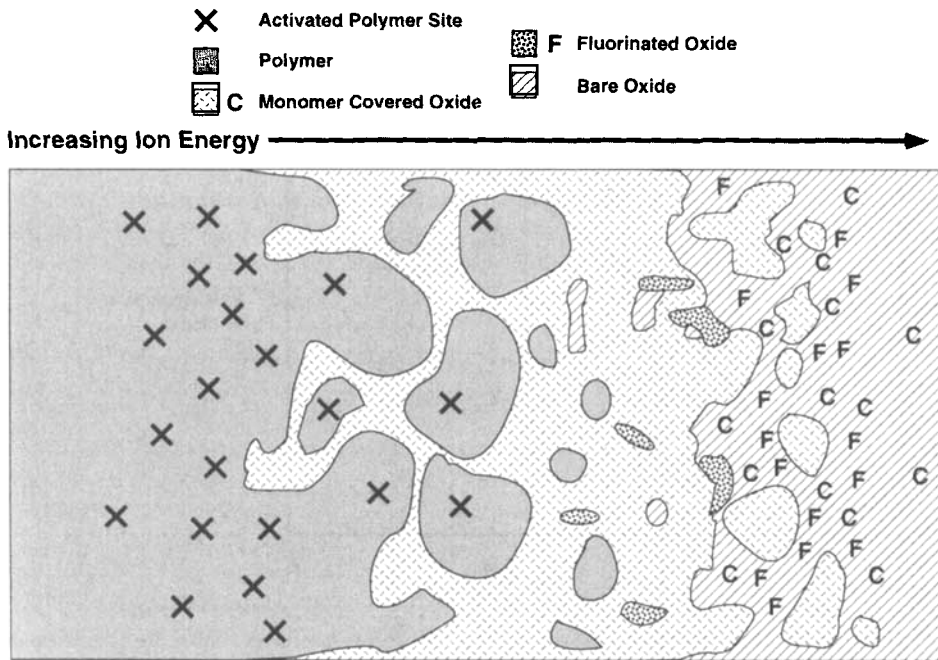 X Activated Polymer Site
Polymer
C Monomer Covered Oxide
F Fluorinated Oxide
Bare Oxide
Increasing Ion Energy
X X X
X X X
X X X
X X X
X X X
X X X
X X X
X X X
F C
C F
C
F F
C C
C
F F
F C C
C F F
C F F
C C
F C
F F
C F C
F